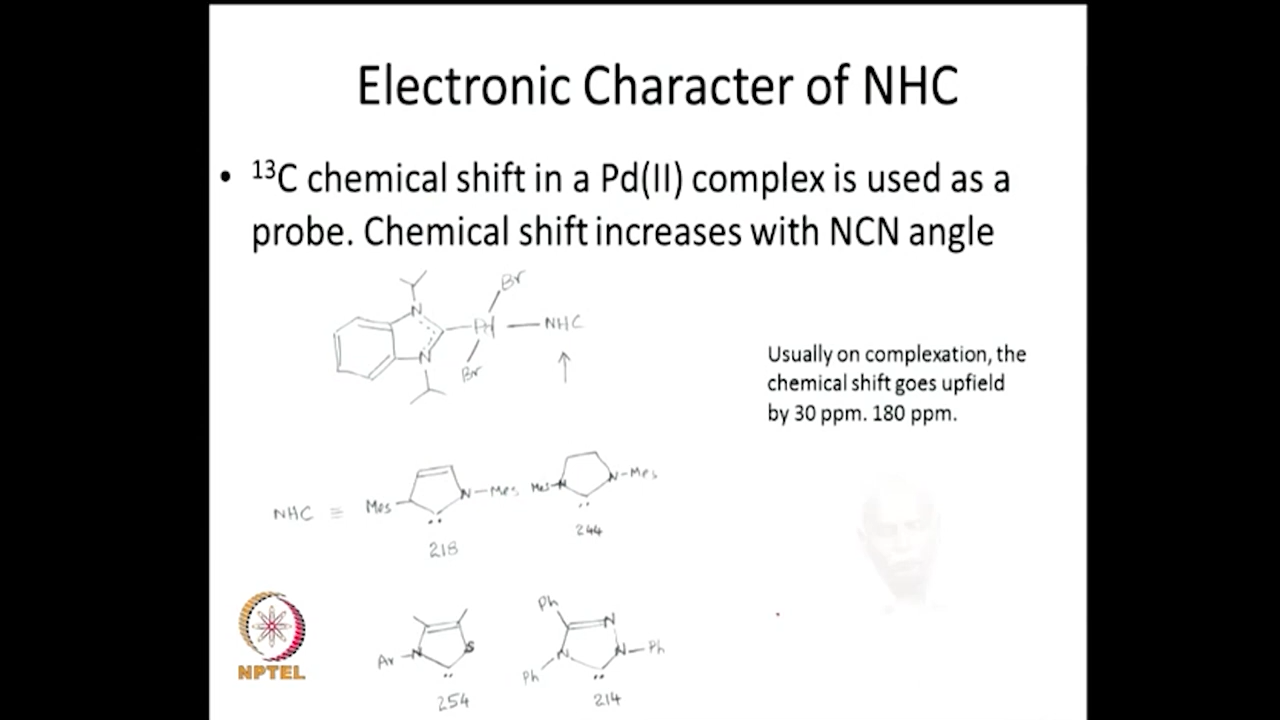 Electronic Character of NHC
• ¹³C chemical shift in a Pd(II) complex is used as a
probe. Chemical shift increases with NCN angle
Br
N
Pd — NHC
N
Br
Usually on complexation, the
chemical shift goes upfield
by 30 ppm. 180 ppm.
NHC ≡ Mes N-Mes Mes-N N-Mes
218
244
Ph
N
Ar-N S
N N-Ph
Ph
254
214
NPTEL